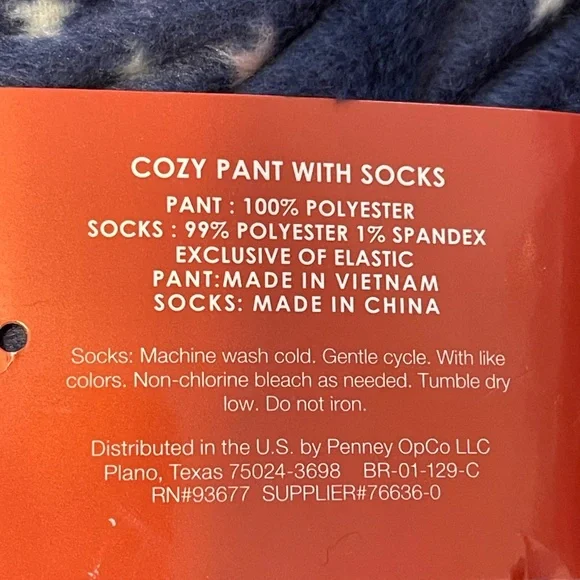 COZY PANT WITH SOCKS
PANT : 100% POLYESTER
SOCKS : 99% POLYESTER 1% SPANDEX
EXCLUSIVE OF ELASTIC
PANT:MADE IN VIETNAM
SOCKS: MADE IN CHINA
Socks: Machine wash cold. Gentle cycle. With like
colors. Non-chlorine bleach as needed. Tumble dry
low. Do not iron.
Distributed in the U.S. by Penney OpCo LLC
Plano, Texas 75024-3698 BR-01-129-C
RN#93677 SUPPLIER#76636-0